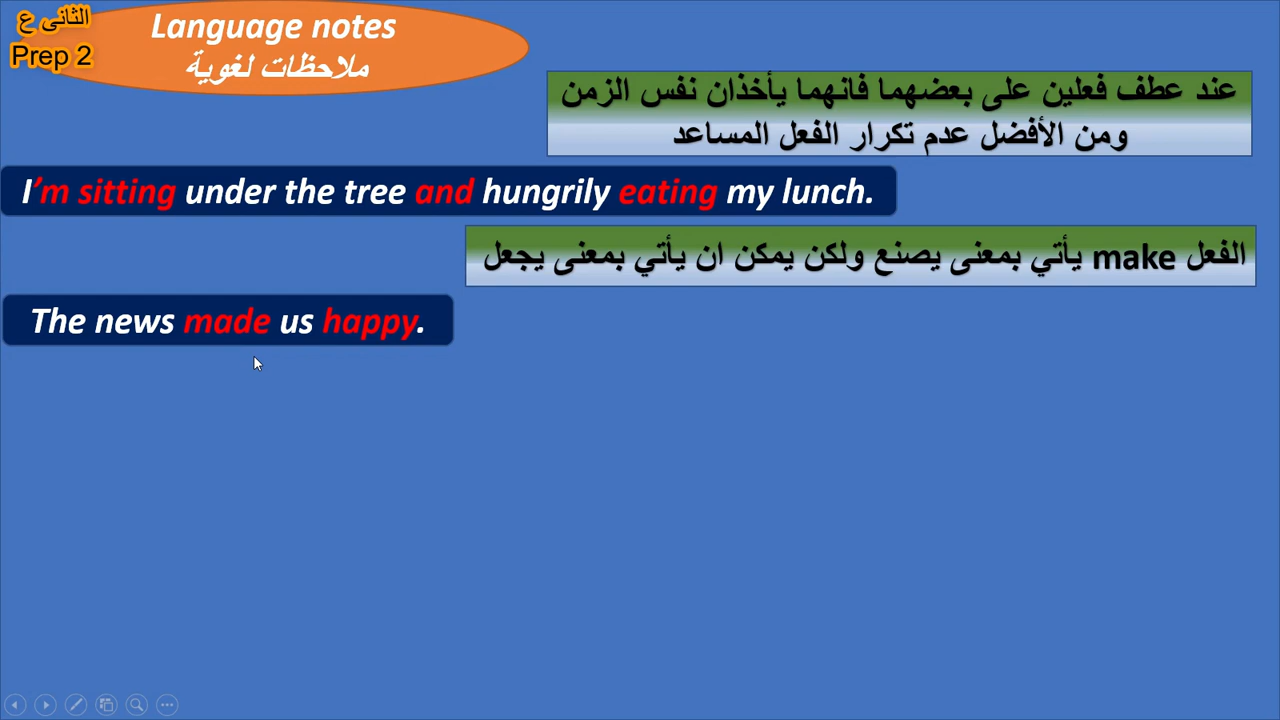 الثانى ع
Prep 2
Language notes
ملاحظات لغوية
عند عطف فعلين على بعضهما فانهما يأخذان نفس الزمن
ومن الأفضل عدم تكرار الفعل المساعد
I'm sitting under the tree and hungrily eating my lunch.
الفعل make يأتي بمعنى يصنع ولكن يمكن ان يأتي بمعنى يجعل
The news made us happy.